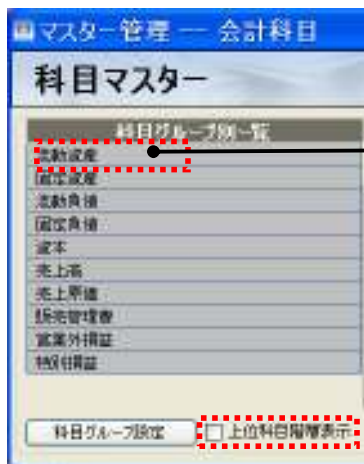 マスター管理 --- 会計科目
科目マスター
科目グループ別一覧
流動資産
固定資産
流動負債
固定負債
資本
売上高
売上原価
販売管理費
営業外損益
特別損益
科目グループ設定
上位科目階層表示